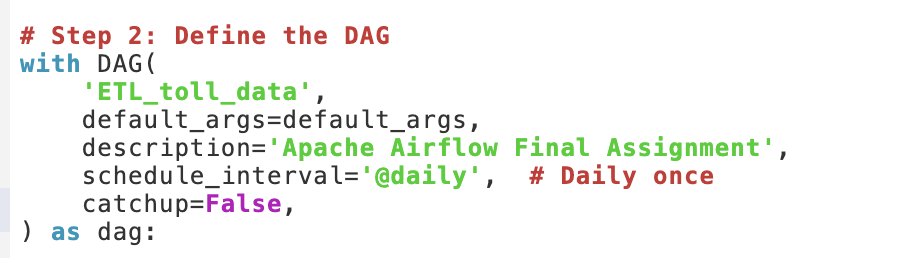 # Step 2: Define the DAG
with DAG(
    'ETL_toll_data',
    default_args=default_args,
    description='Apache Airflow Final Assignment',
    schedule_interval='@daily',  # Daily once
    catchup=False,
) as dag: